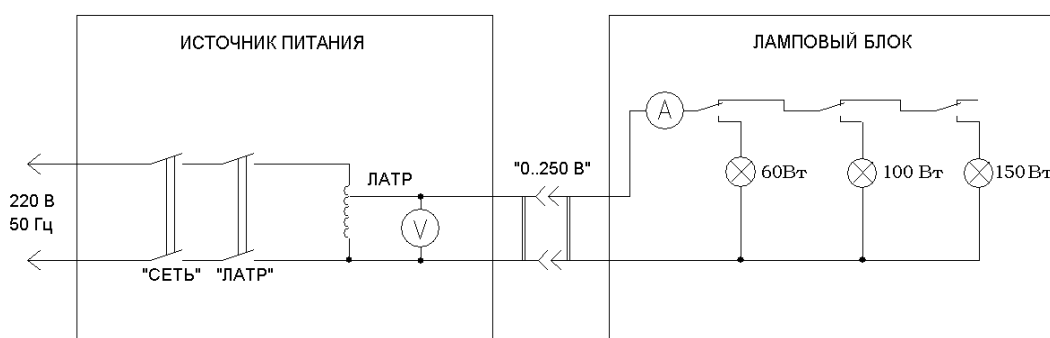 ИСТОЧНИК ПИТАНИЯ
ЛАМПОВЫЙ БЛОК
A
"0..250 В"
60Вт
100 Вт
150Вт
ЛАТР
220 В
50 Гц
V
"СЕТЬ" "ЛАТР"